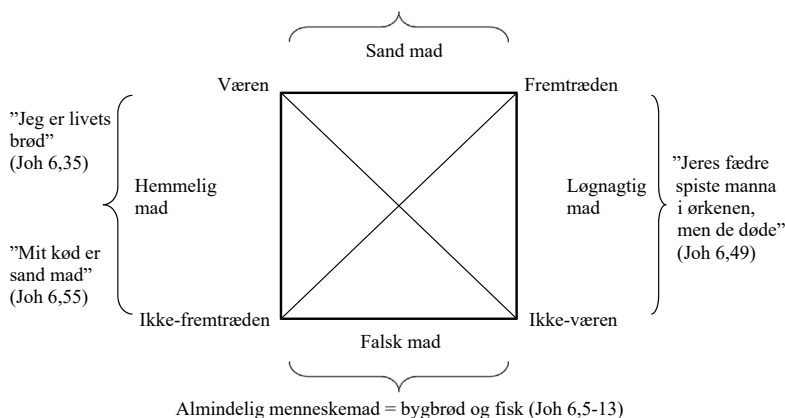 Sand mad
Væren
Fremtræden
”Jeg er livets
brød”
(Joh 6,35)
Hemmelig
mad
Løgnagtig
mad
”Jeres fædre
spiste manna
i ørkenen,
men de døde”
(Joh 6,49)
”Mit kød er
sand mad”
(Joh 6,55)
Ikke-fremtræden
Ikke-væren
Falsk mad
Almindelig menneskemad = bygbrød og fisk (Joh 6,5-13)